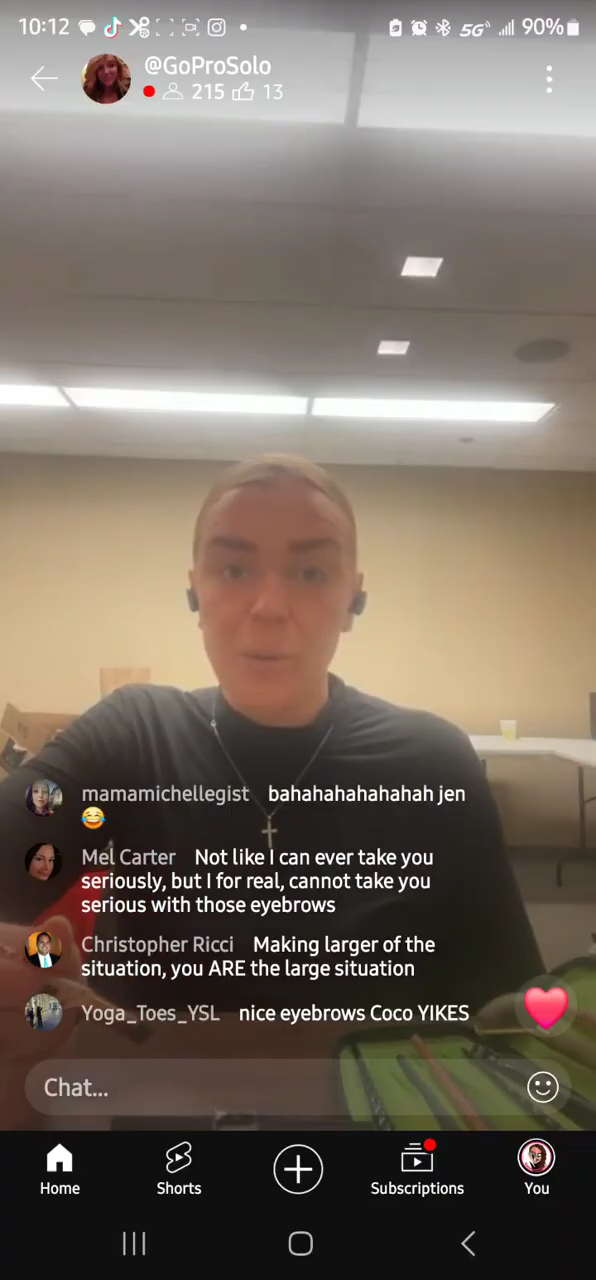 10:12 5G 90%
@GoProSolo
215 13
mamamichellegist bahahahahahahah jen
😂
Mel Carter Not like I can ever take you
seriously, but I for real, cannot take you
serious with those eyebrows
Christopher Ricci Making larger of the
situation, you ARE the large situation
Yoga_Toes_YSL nice eyebrows Coco YIKES
Chat...
Home Shorts Subscriptions You